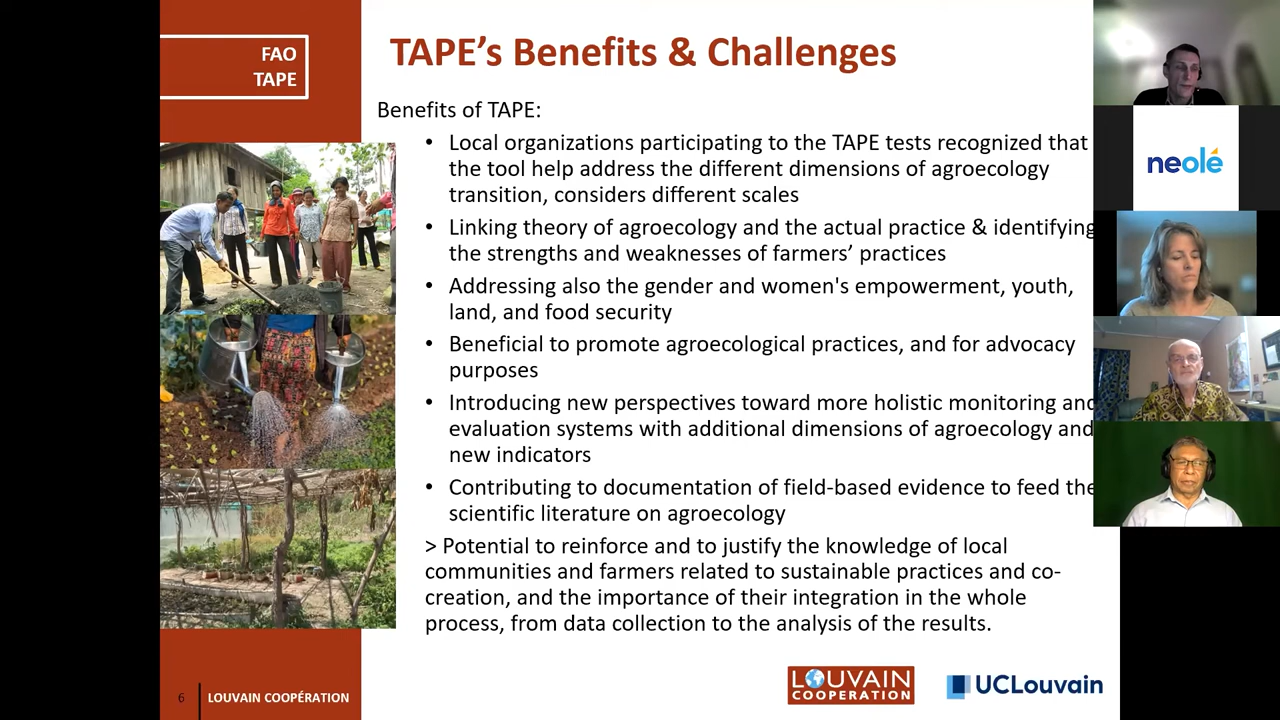 FAO
TAPE
TAPE's Benefits & Challenges
Benefits of TAPE:
• Local organizations participating to the TAPE tests recognized that
the tool help address the different dimensions of agroecology
transition, considers different scales
• Linking theory of agroecology and the actual practice & identifying
the strengths and weaknesses of farmers' practices
• Addressing also the gender and women's empowerment, youth,
land, and food security
• Beneficial to promote agroecological practices, and for advocacy
purposes
• Introducing new perspectives toward more holistic monitoring and
evaluation systems with additional dimensions of agroecology and
new indicators
• Contributing to documentation of field-based evidence to feed the
scientific literature on agroecology
> Potential to reinforce and to justify the knowledge of local
communities and farmers related to sustainable practices and co-
creation, and the importance of their integration in the whole
process, from data collection to the analysis of the results.
6
LOUVAIN COOPÉRATION
LOUVAIN
COOPERATION
UCLouvain
neolé